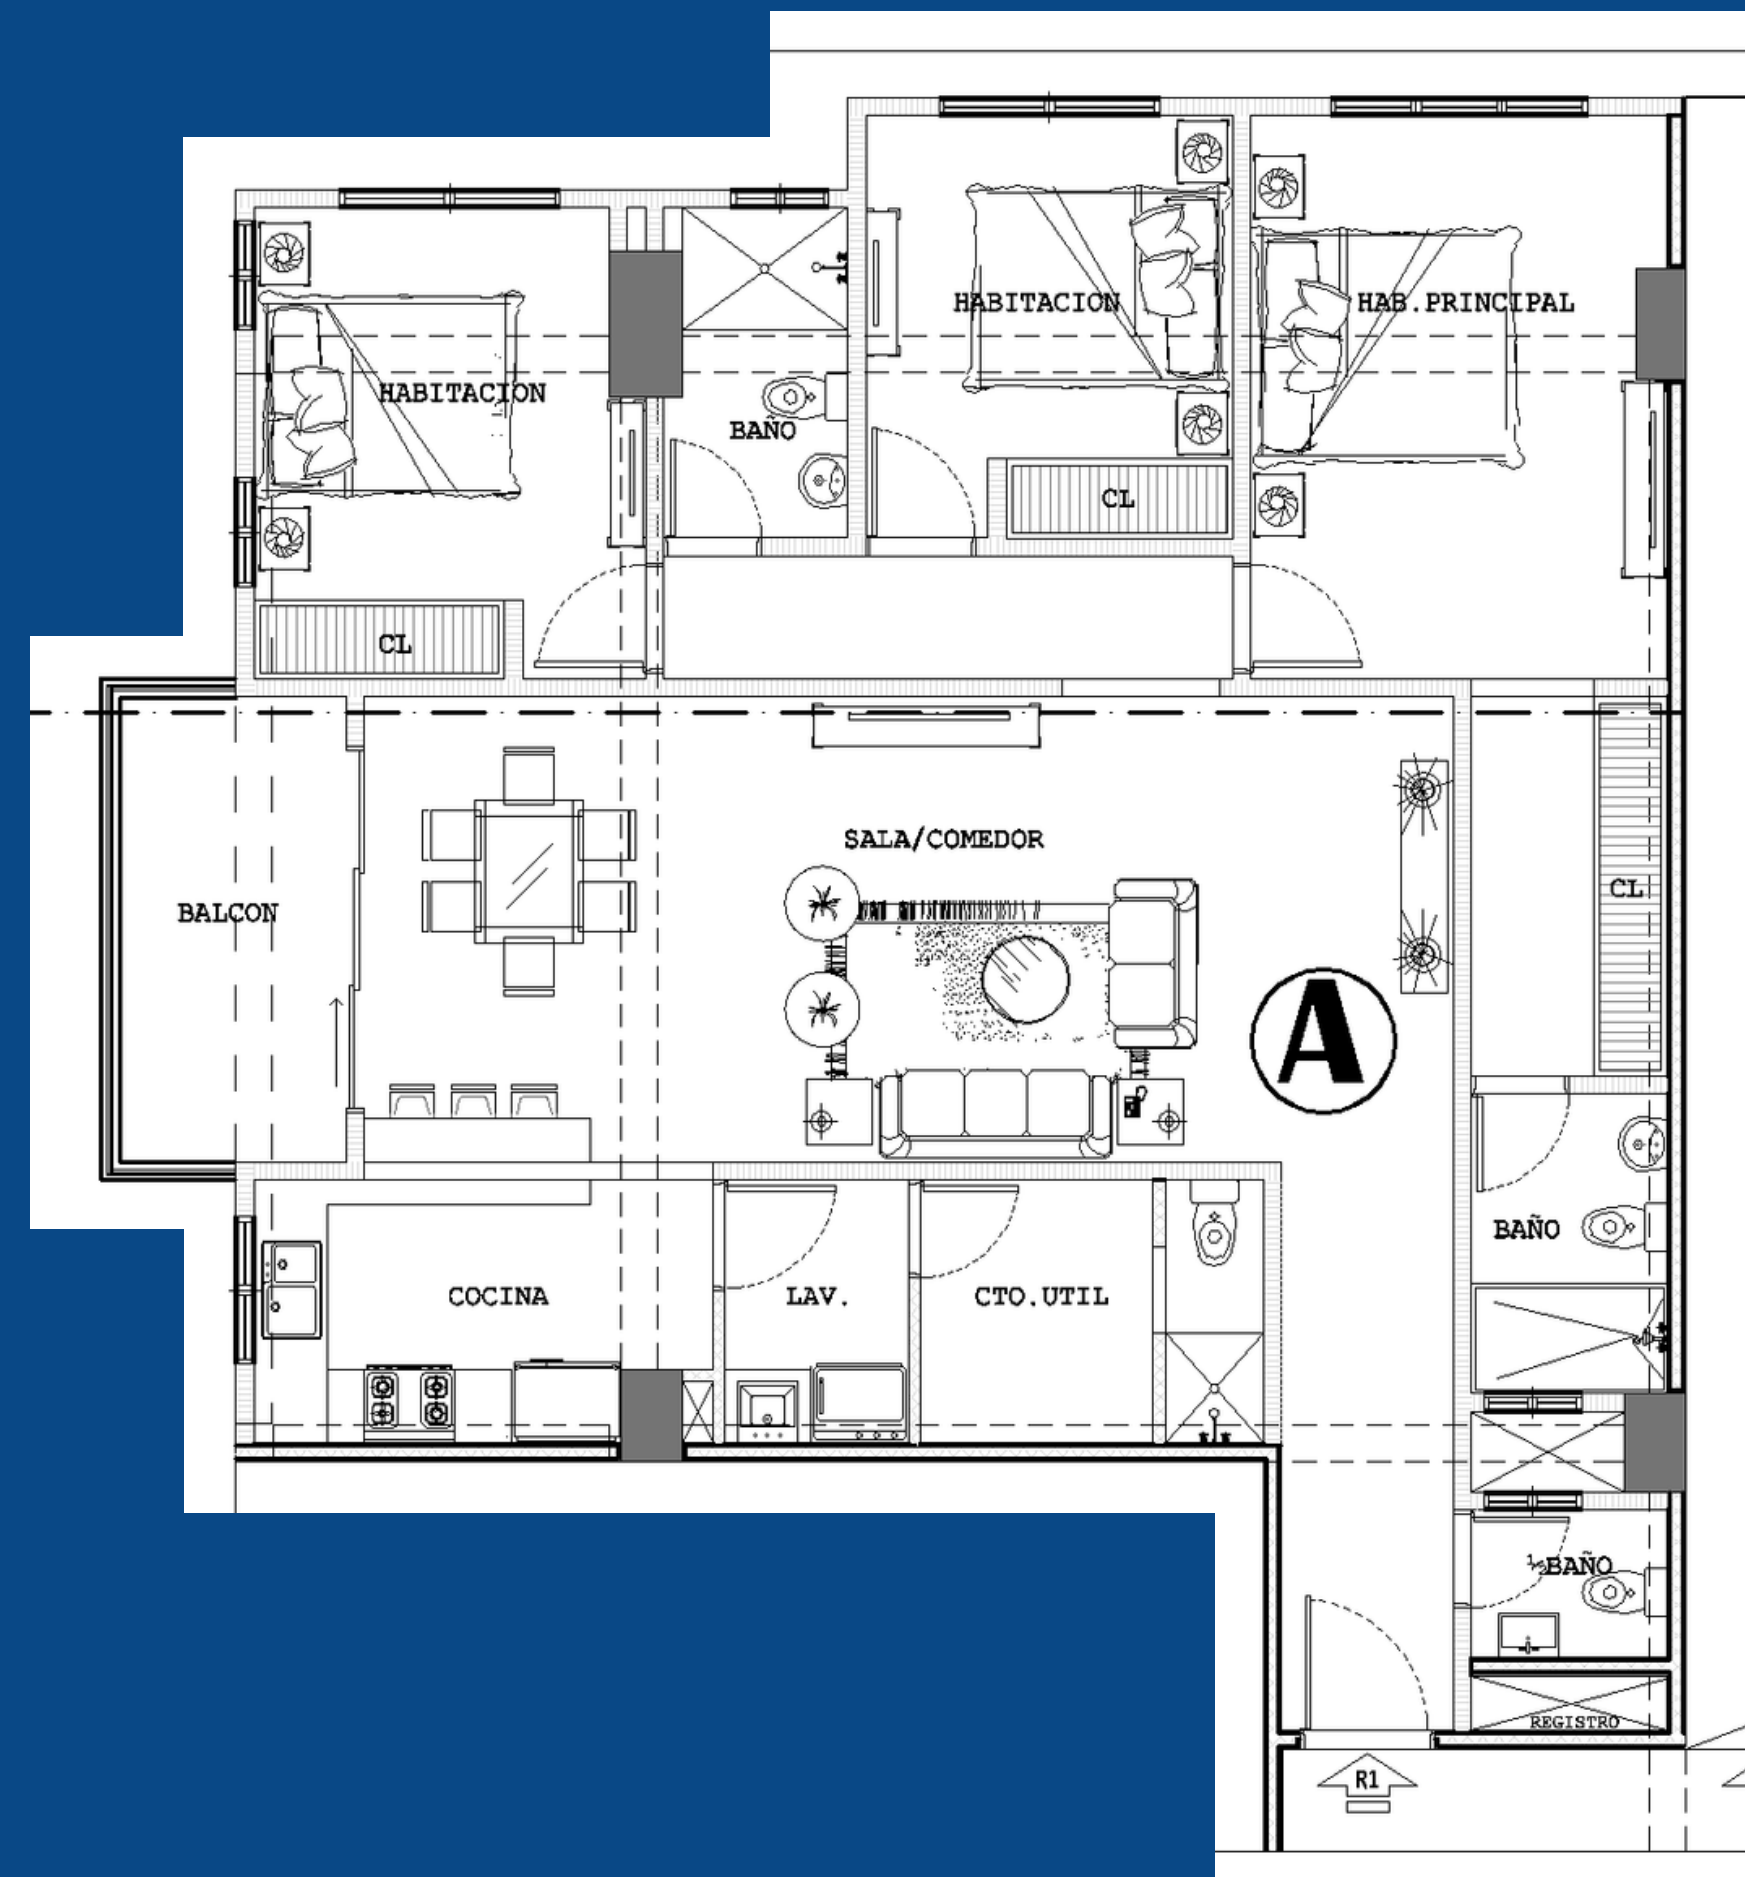 HABITACION
HAB.PRINCIPAL
HABITACION
BAÑO
CL
CL
SALA/COMEDOR
CL
BALCON
A
BAÑO
COCINA
LAV.
CTO.UTIL
½BAÑO
REGISTRO
R1